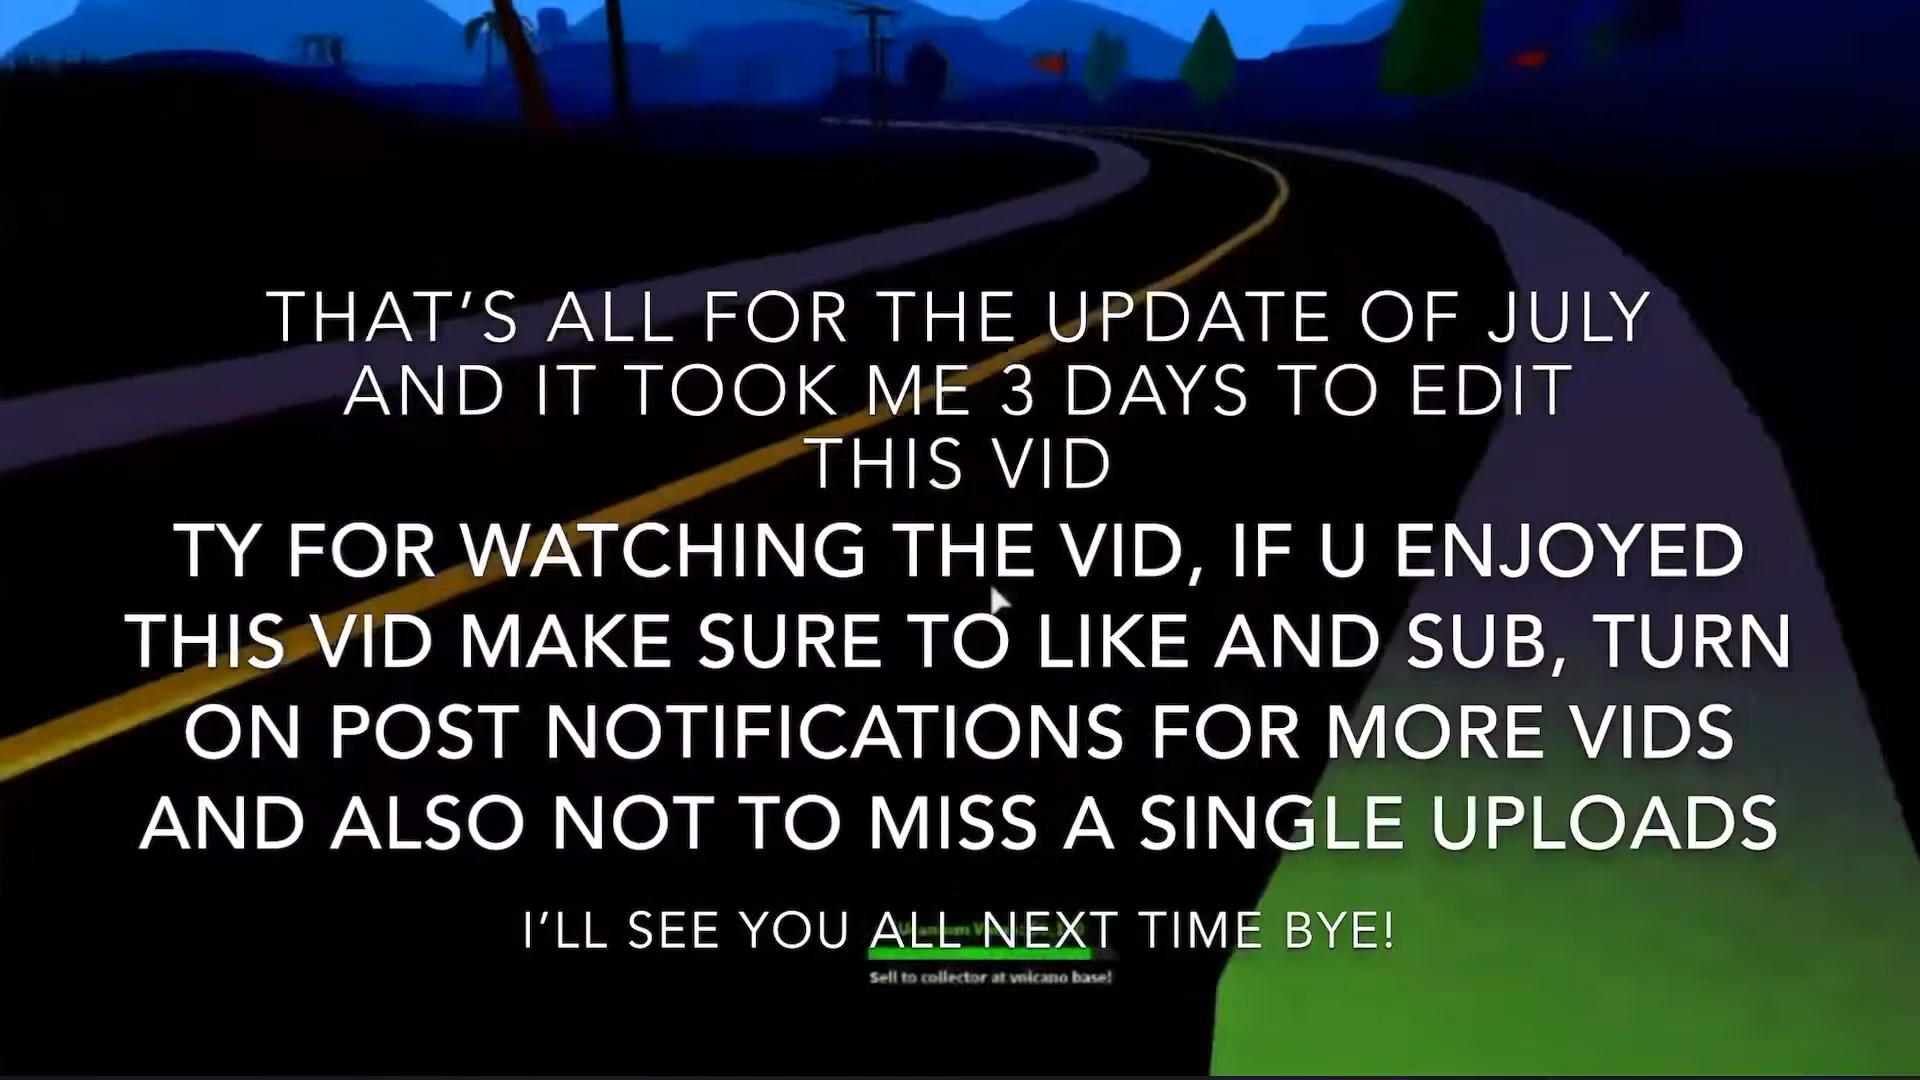 THAT’S ALL FOR THE UPDATE OF JULY
AND IT TOOK ME 3 DAYS TO EDIT
THIS VID
TY FOR WATCHING THE VID, IF U ENJOYED
THIS VID MAKE SURE TO LIKE AND SUB, TURN
ON POST NOTIFICATIONS FOR MORE VIDS
AND ALSO NOT TO MISS A SINGLE UPLOADS
I’LL SEE YOU ALL NEXT TIME BYE!
Uranium
Sell to collector at volcano base!